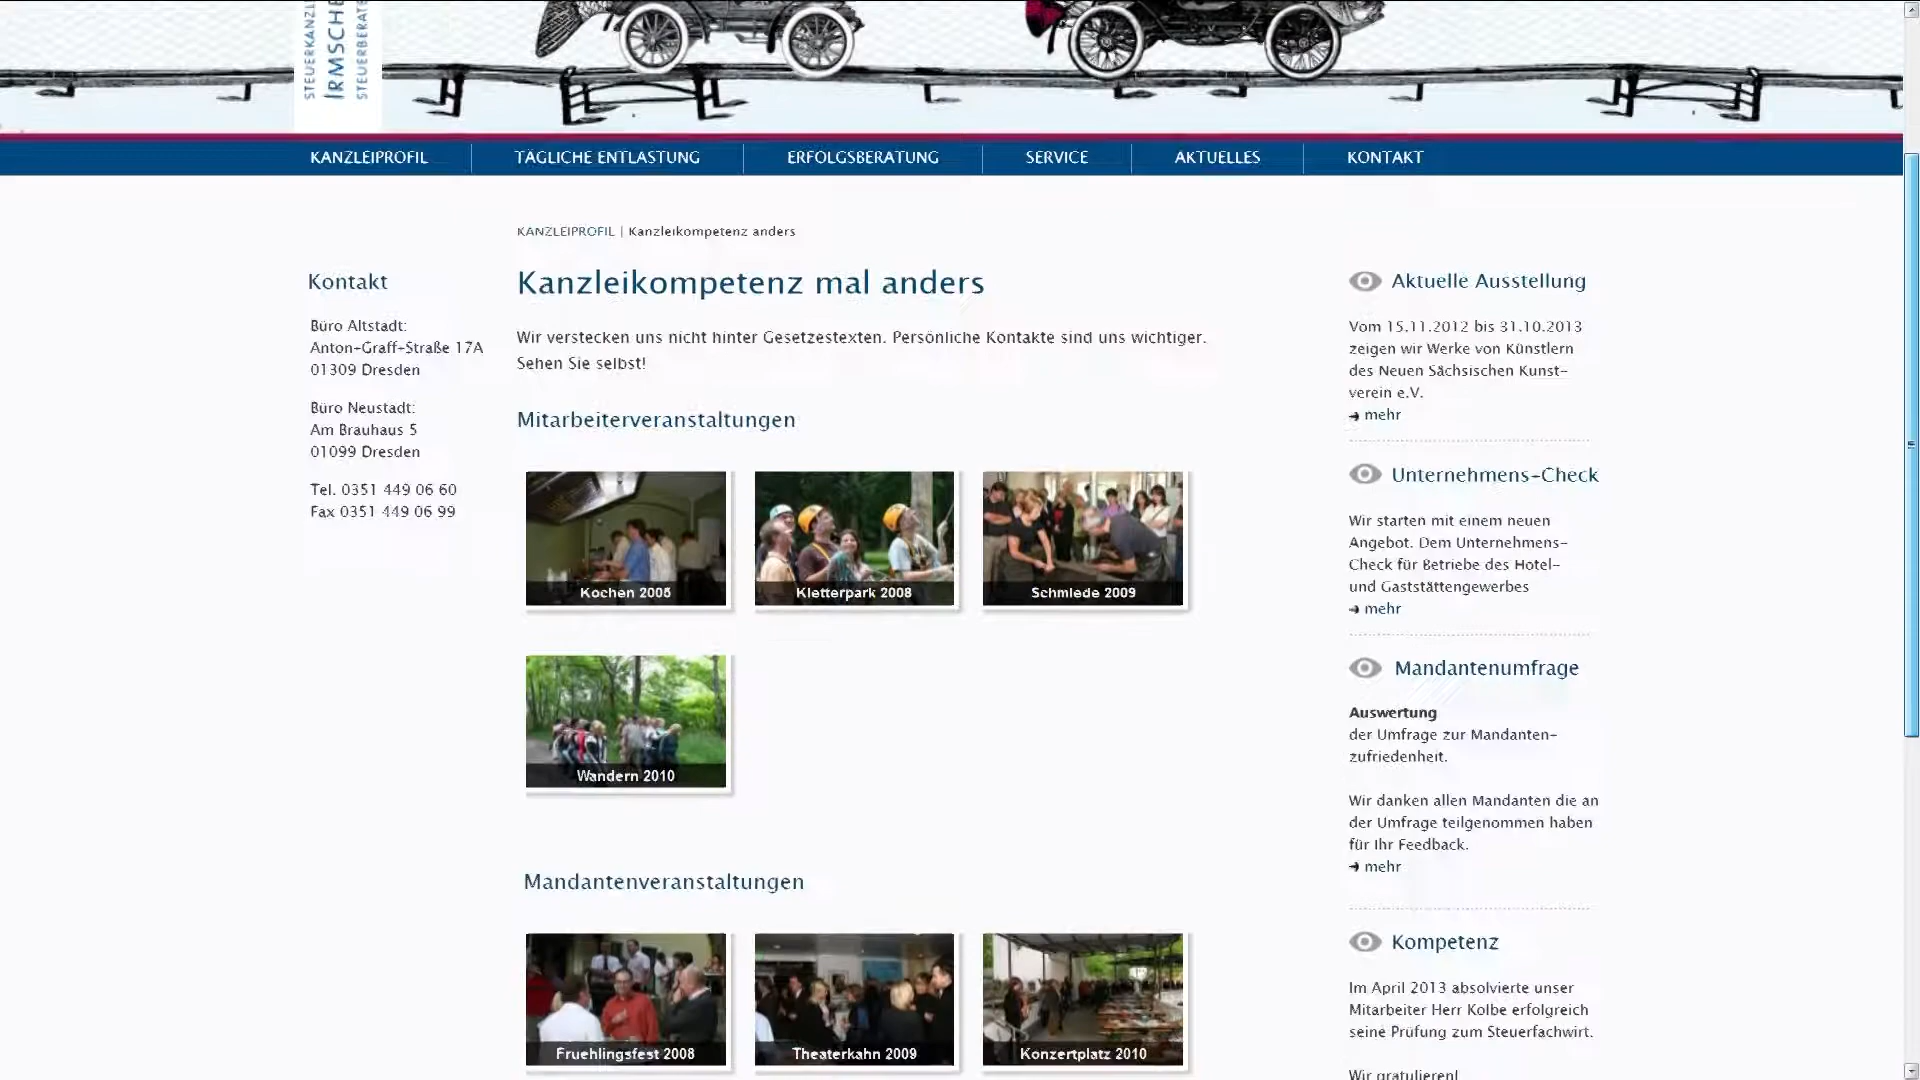 IRMSCHE
KANZLEIPROFIL
TÄGLICHE ENTLASTUNG
ERFOLGSBERATUNG
SERVICE
AKTUELLES
KONTAKT
KANZLEIPROFIL | Kanzleikompetenz anders
Kontakt
Büro Altstadt:
Anton-Graff-Straße 17A
01309 Dresden
Büro Neustadt:
Am Brauhaus 5
01099 Dresden
Tel. 0351 449 06 60
Fax 0351 449 06 99
Kanzleikompetenz mal anders
Wir verstecken uns nicht hinter Gesetzestexten. Persönliche Kontakte sind uns wichtiger.
Sehen Sie selbst!
Mitarbeiterveranstaltungen
Kochen
Kletterpark 2008
Schmiede 2009
Wandern 2010
Mandantenveranstaltungen
Fruehlingsfest 2008
Theaterkahn 2009
Konzertplatz 2010
Aktuelle Ausstellung
Vom 15.11.2012 bis 31.10.2013
zeigen wir Werke von Künstlern
des Neuen Sächsischen Kunst-
verein e.V.
mehr
Unternehmens-Check
Wir starten mit einem neuen
Angebot. Dem Unternehmens-
Check für Betriebe des Hotel-
und Gaststättengewerbes
mehr
Mandantenumfrage
Auswertung
der Umfrage zur Mandanten-
zufriedenheit.
Wir danken allen Mandanten die an
der Umfrage teilgenommen haben
für Ihr Feedback.
mehr
Kompetenz
Im April 2013 absolvierte unser
Mitarbeiter Herr Kolbe erfolgreich
seine Prüfung zum Steuerfachwirt.
Wir gratulieren!